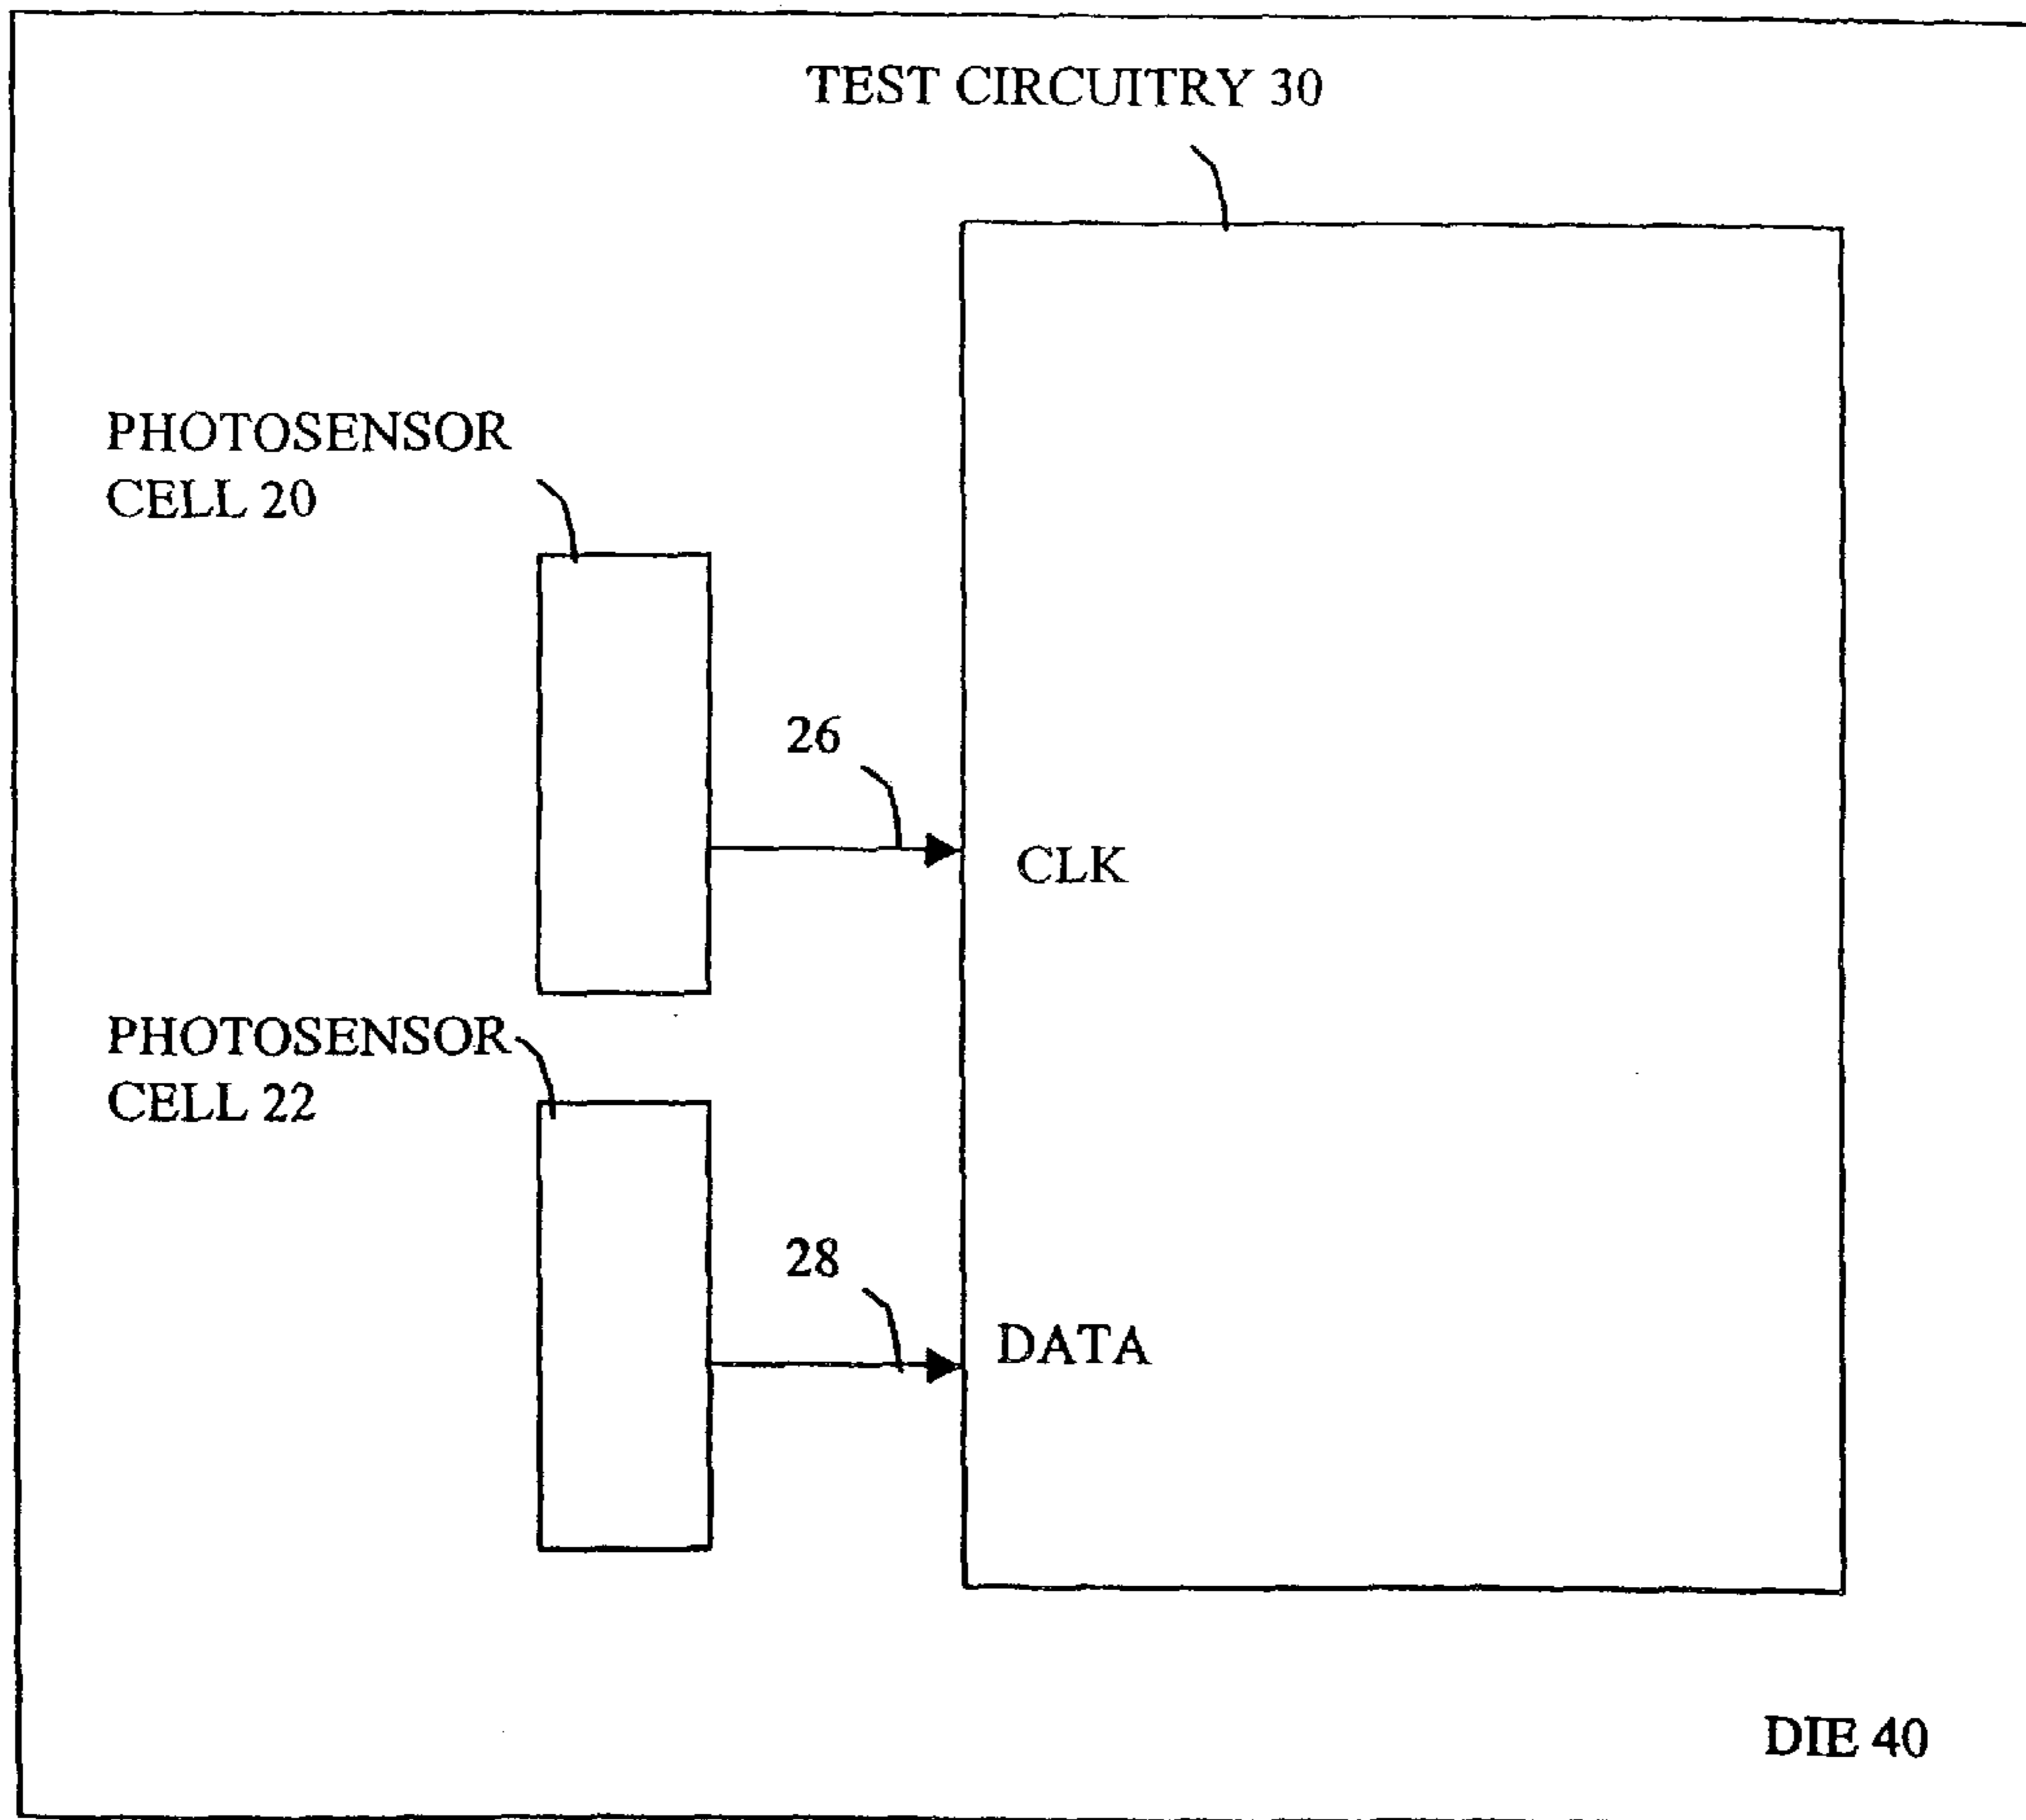 TEST CIRCUITRY 30
PHOTOSENSOR
CELL 20
26
CLK
PHOTOSENSOR
CELL 22
28
DATA
DIE 40